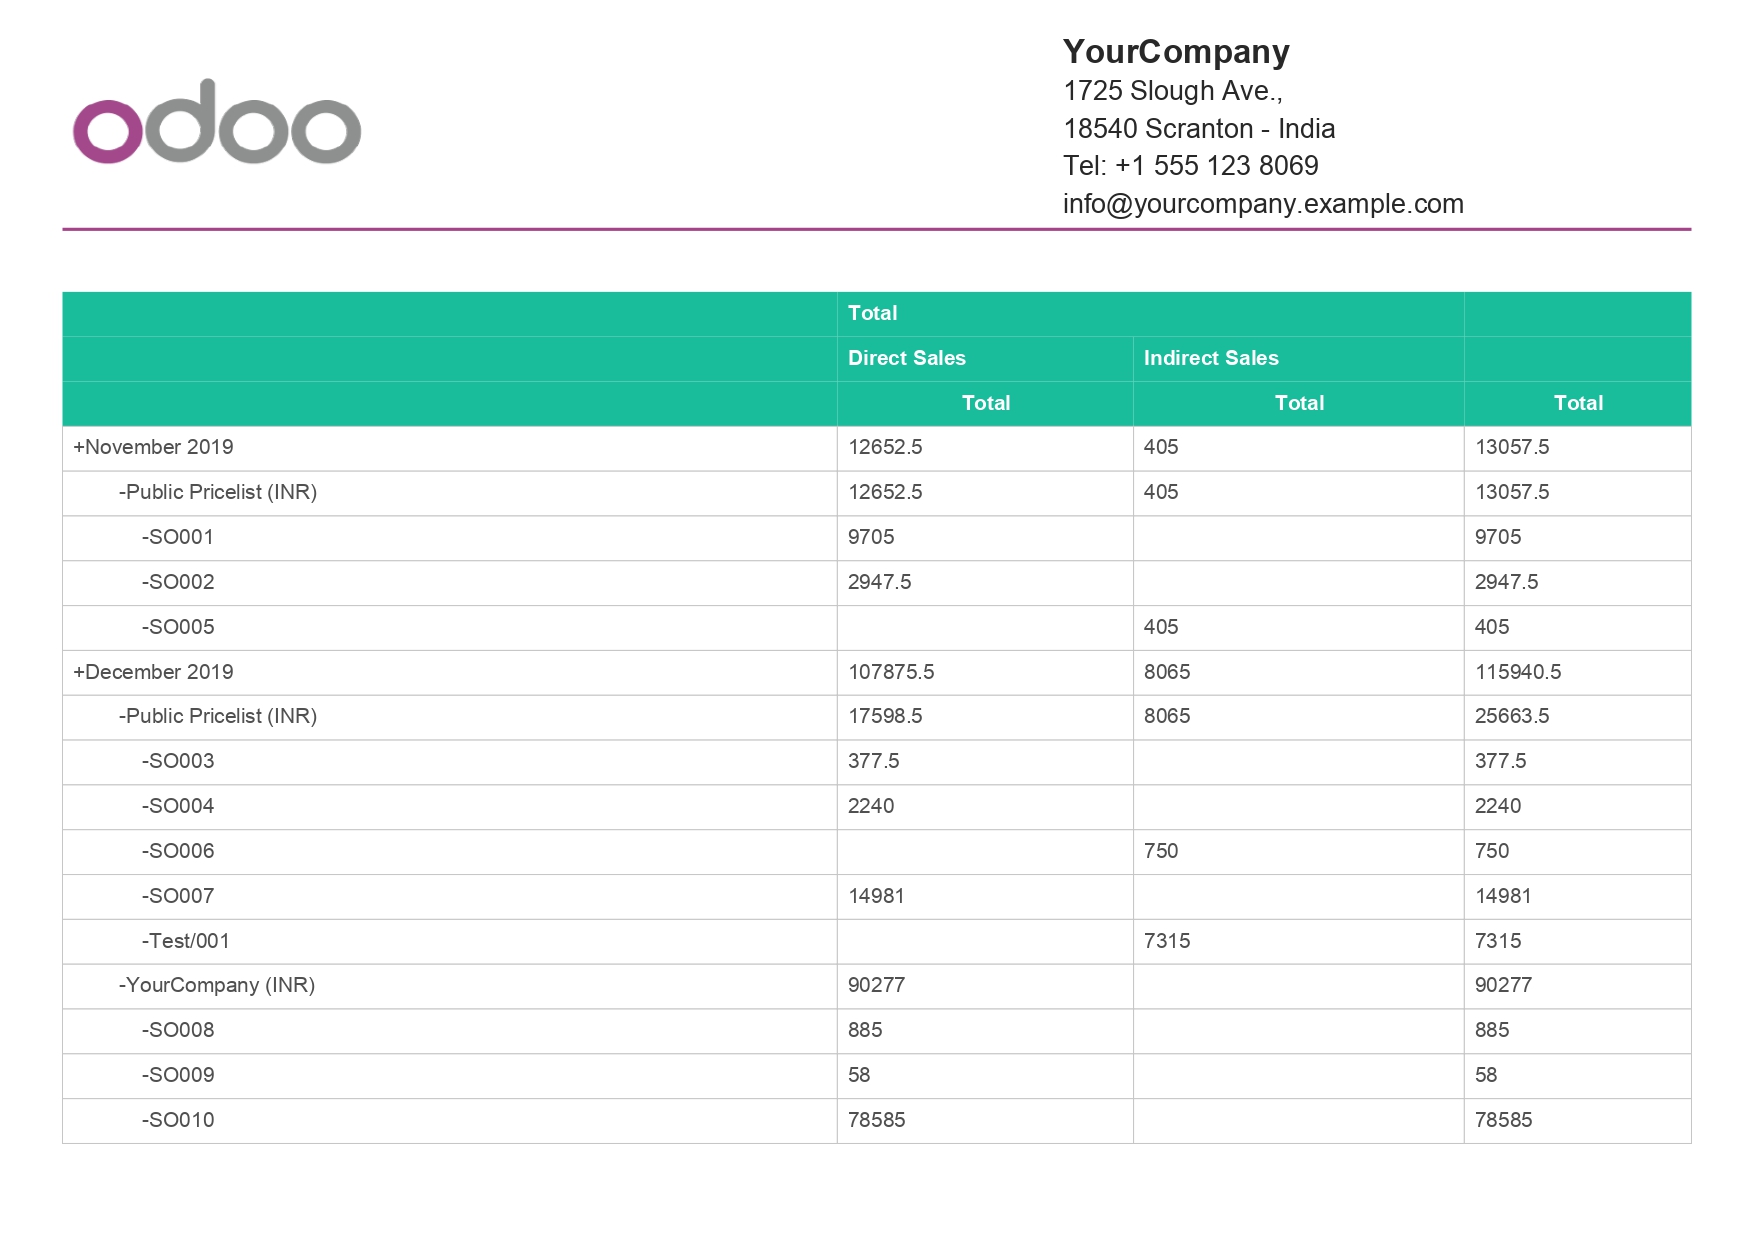 odoo
YourCompany
1725 Slough Ave.,
18540 Scranton - India
Tel: +1 555 123 8069
info@yourcompany.example.com
Total
Direct Sales Indirect Sales
Total Total Total
+November 2019 12652.5 405 13057.5
-Public Pricelist (INR) 12652.5 405 13057.5
-SO001 9705 9705
-SO002 2947.5 2947.5
-SO005 405 405
+December 2019 107875.5 8065 115940.5
-Public Pricelist (INR) 17598.5 8065 25663.5
-SO003 377.5 377.5
-SO004 2240 2240
-SO006 750 750
-SO007 14981 14981
-Test/001 7315 7315
-YourCompany (INR) 90277 90277
-SO008 885 885
-SO009 58 58
-SO010 78585 78585